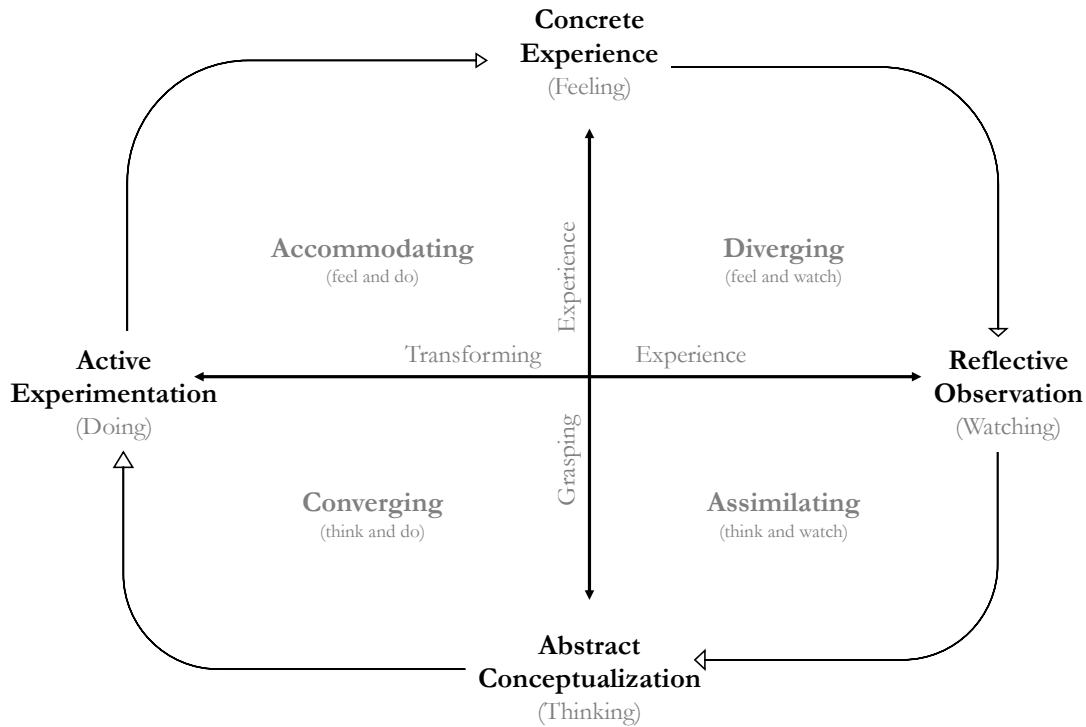 Concrete
Experience
(Feeling)
Accommodating
(feel and do)
Diverging
(feel and watch)
Experience
Transforming
Experience
Active
Experimentation
(Doing)
Reflective
Observation
(Watching)
Grasping
Converging
(think and do)
Assimilating
(think and watch)
Abstract
Conceptualization
(Thinking)